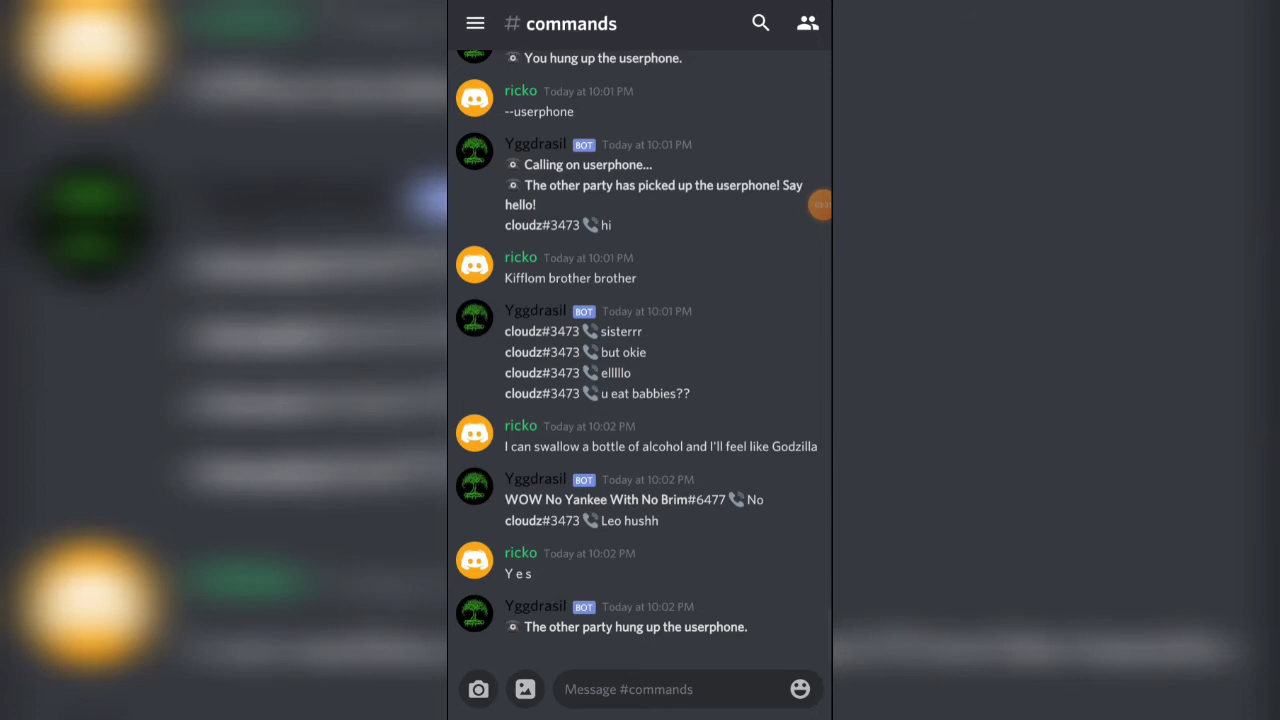 # commands
You hung up the userphone.
ricko Today at 10:01 PM
--userphone
Yggdrasil BOT Today at 10:01 PM
Calling on userphone...
The other party has picked up the userphone! Say
hello!
cloudz#3473 hi
ricko Today at 10:01 PM
Kifflom brother brother
Yggdrasil BOT Today at 10:01 PM
cloudz#3473 sisterrr
cloudz#3473 but okie
cloudz#3473 elllllo
cloudz#3473 u eat babbies??
ricko Today at 10:02 PM
I can swallow a bottle of alcohol and I'll feel like Godzilla
Yggdrasil BOT Today at 10:02 PM
WOW No Yankee With No Brim#6477 No
cloudz#3473 Leo hushh
ricko Today at 10:02 PM
Y e s
Yggdrasil BOT Today at 10:02 PM
The other party hung up the userphone.
Message #commands